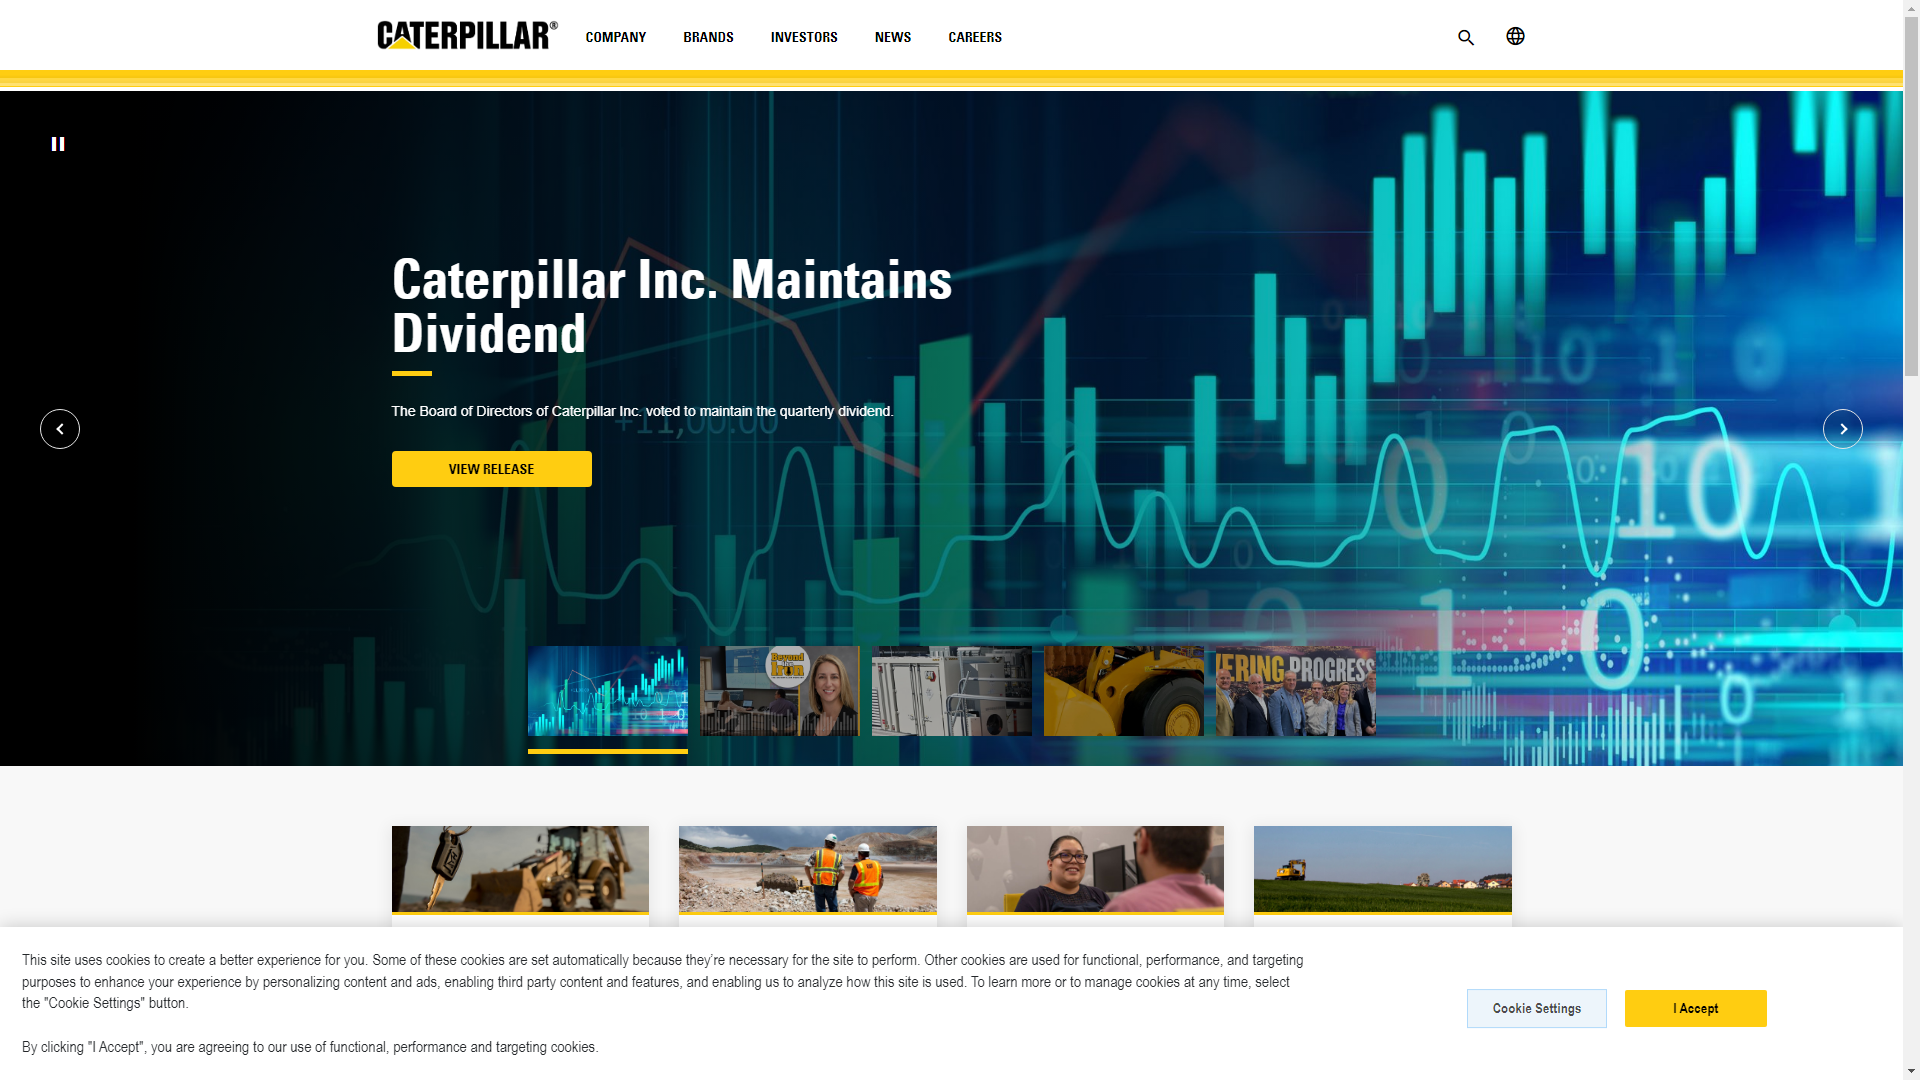 CATERPILLAR®
COMPANY
BRANDS
INVESTORS
NEWS
CAREERS
Caterpillar Inc. Maintains
Dividend
The Board of Directors of Caterpillar Inc. voted to maintain the quarterly dividend.
+11,00.00
VIEW RELEASE
Beyond
the
Iron
ERING PROGRESS
This site uses cookies to create a better experience for you. Some of these cookies are set automatically because they're necessary for the site to perform. Other cookies are used for functional, performance, and targeting
purposes to enhance your experience by personalizing content and ads, enabling third party content and features, and enabling us to analyze how this site is used. To learn more or to manage cookies at any time, select
the "Cookie Settings" button.
By clicking "I Accept", you are agreeing to our use of functional, performance and targeting cookies.
Cookie Settings
I Accept